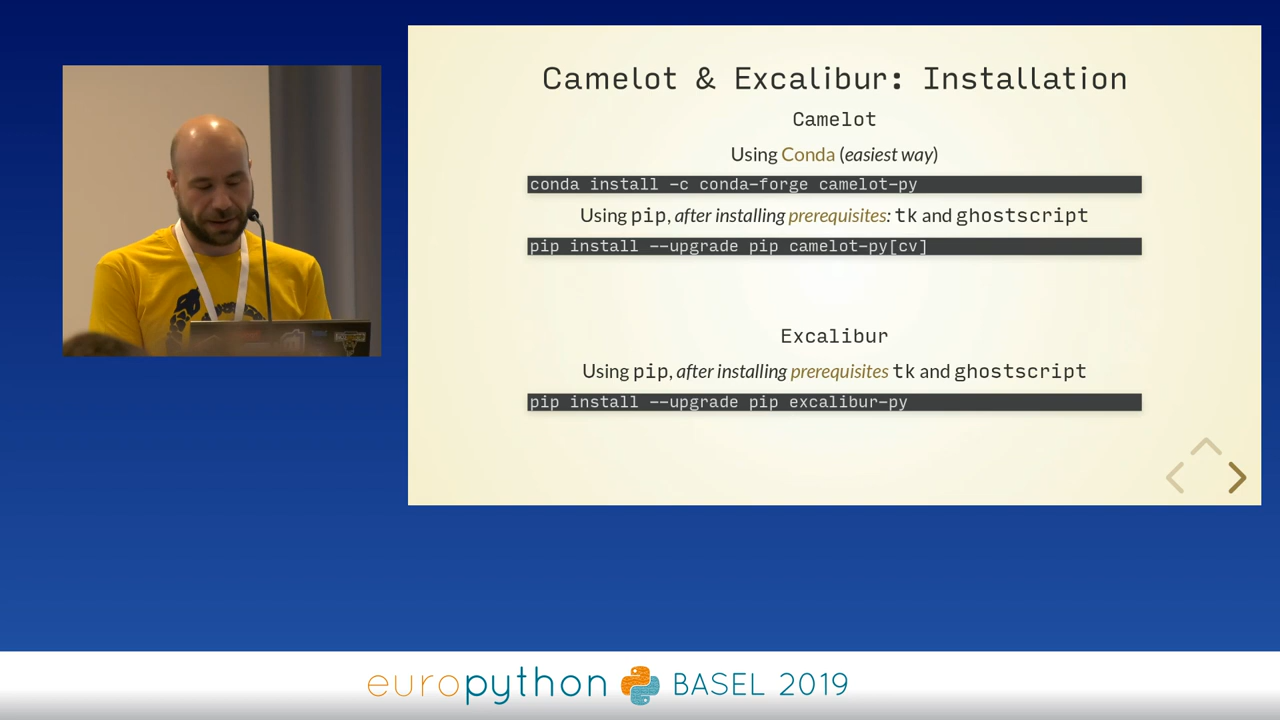 Camelot & Excalibur: Installation
Camelot
Using Conda (easiest way)
conda install -c conda-forge camelot-py
Using pip, after installing prerequisites: tk and ghostscript
pip install --upgrade pip camelot-py[cv]
Excalibur
Using pip, after installing prerequisites tk and ghostscript
pip install --upgrade pip excalibur-py
europython BASEL 2019